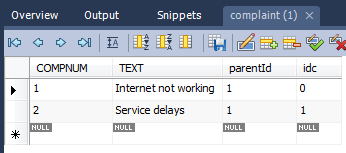 Overview Output Snippets complaint (1) ×
COMPNUM TEXT parentId idc
1 Internet not working 1 0
2 Service delays 1 1
NULL NULL NULL NULL